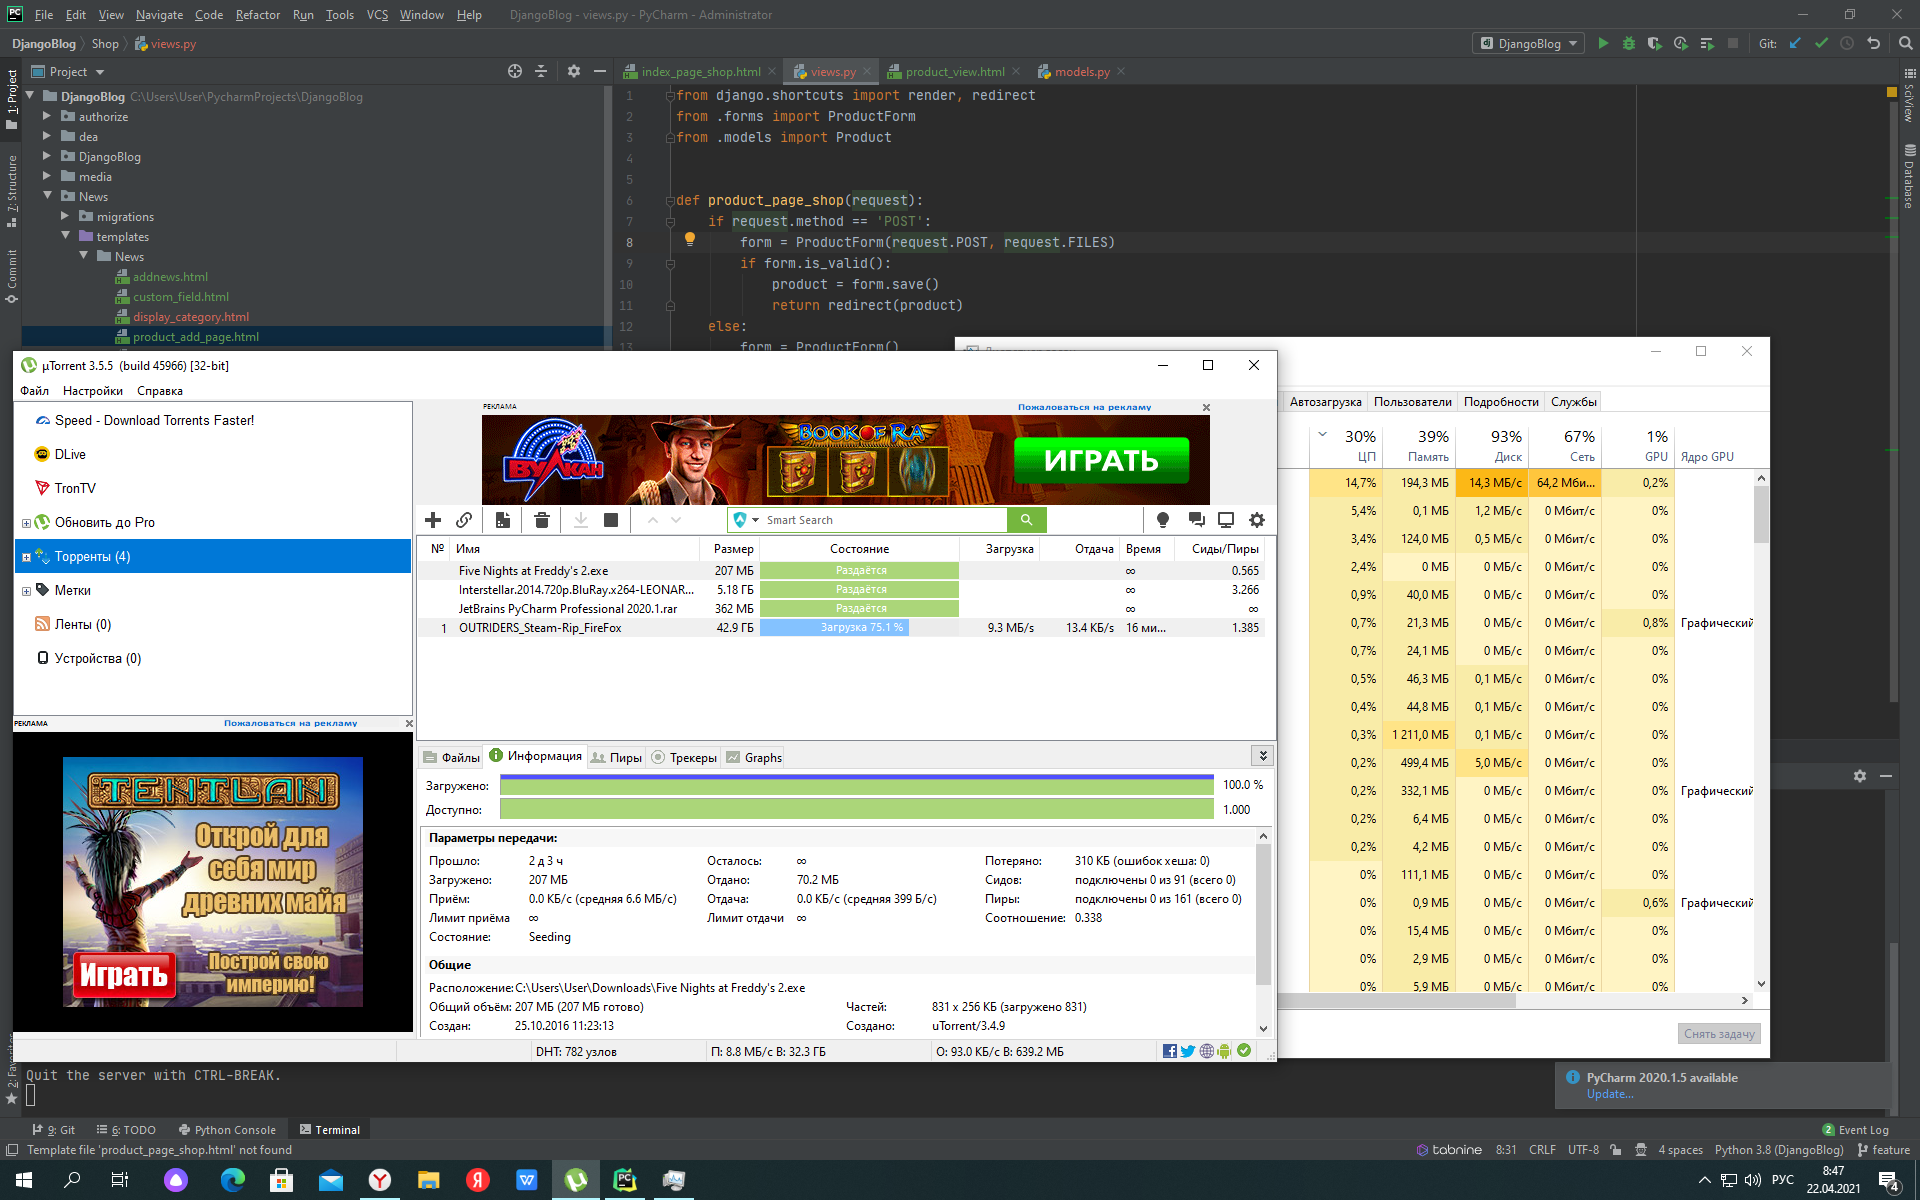 File Edit View Navigate Code Refactor Run Tools VCS Window Help DjangoBlog - views.py - PyCharm - Administrator
DjangoBlog Shop views.py
DjangoBlog Git:
1: Project
7: Structure
Commit
2: Favorites
SciView
Database
Project
index_page_shop.html views.py product_view.html models.py
DjangoBlog C:\Users\User\PycharmProjects\DjangoBlog
authorize
dea
DjangoBlog
media
News
migrations
templates
News
addnews.html
custom_field.html
display_category.html
product_add_page.html
1 from django.shortcuts import render, redirect
2 from .forms import ProductForm
3 from .models import Product
4
5
6 def product_page_shop(request):
7 if request.method == 'POST':
8 form = ProductForm(request.POST, request.FILES)
9 if form.is_valid():
10 product = form.save()
11 return redirect(product)
12 else:
13 form = ProductForm()
µTorrent 3.5.5 (build 45966) [32-bit]
Файл Настройки Справка
Speed - Download Torrents Faster!
DLive
TronTV
Обновить до Pro
Торренты (4)
Метки
Ленты (0)
Устройства (0)
РЕКЛАМА Пожаловаться на рекламу
ВУЛКАН
BOOK OF RA
ИГРАТЬ
Smart Search
№ Имя Размер Состояние Загрузка Отдача Время Сиды/Пиры
Five Nights at Freddy's 2.exe 207 МБ Раздаётся ∞ 0.565
Interstellar.2014.720p.BluRay.x264-LEONAR... 5.18 ГБ Раздаётся ∞ 3.266
JetBrains PyCharm Professional 2020.1.rar 362 МБ Раздаётся ∞ ∞
1 OUTRIDERS_Steam-Rip_FireFox 42.9 ГБ Загрузка 75.1 % 9.3 МБ/s 13.4 КБ/s 16 ми... 1.385
РЕКЛАМА Пожаловаться на рекламу
TENTLAN
Открой для
себя мир
древних майя
Играть
Построй свою
империю!
Файлы Информация Пиры Трекеры Graphs
Загружено: 100.0 %
Доступно: 1.000
Параметры передачи:
Прошло: 2 д 3 ч Осталось: ∞ Потеряно: 310 КБ (ошибок хеша: 0)
Загружено: 207 МБ Отдано: 70.2 МБ Сидов: подключены 0 из 91 (всего 0)
Приём: 0.0 КБ/с (средняя 6.6 МБ/с) Отдача: 0.0 КБ/с (средняя 399 Б/с) Пиры: подключены 0 из 161 (всего 0)
Лимит приёма ∞ Лимит отдачи ∞ Соотношение: 0.338
Состояние: Seeding
Общие
Расположение: C:\Users\User\Downloads\Five Nights at Freddy's 2.exe
Общий объём: 207 МБ (207 МБ готово) Частей: 831 x 256 КБ (загружено 831)
Создан: 25.10.2016 11:23:13 Создано: uTorrent/3.4.9
DHT: 782 узлов П: 8.8 МБ/с В: 32.3 ГБ О: 93.0 КБ/с В: 639.2 МБ
Автозагрузка Пользователи Подробности Службы
30% 39% 93% 67% 1%
ЦП Память Диск Сеть GPU Ядро GPU
14,7% 194,3 МБ 14,3 МБ/с 64,2 Мби... 0,2%
5,4% 0,1 МБ 1,2 МБ/с 0 Мбит/с 0%
3,4% 124,0 МБ 0,5 МБ/с 0 Мбит/с 0%
2,4% 0 МБ 0 МБ/с 0 Мбит/с 0%
0,9% 40,0 МБ 0 МБ/с 0 Мбит/с 0%
0,7% 21,3 МБ 0 МБ/с 0 Мбит/с 0,8% Графический
0,7% 24,1 МБ 0 МБ/с 0 Мбит/с 0%
0,5% 46,3 МБ 0,1 МБ/с 0 Мбит/с 0%
0,4% 44,8 МБ 0,1 МБ/с 0 Мбит/с 0%
0,3% 1 211,0 МБ 0,1 МБ/с 0 Мбит/с 0%
0,2% 499,4 МБ 5,0 МБ/с 0 Мбит/с 0%
0,2% 332,1 МБ 0 МБ/с 0 Мбит/с 0% Графический
0,2% 6,4 МБ 0 МБ/с 0 Мбит/с 0%
0,2% 4,2 МБ 0 МБ/с 0 Мбит/с 0%
0% 111,1 МБ 0 МБ/с 0 Мбит/с 0%
0% 0,9 МБ 0 МБ/с 0 Мбит/с 0,6% Графический
0% 15,4 МБ 0 МБ/с 0 Мбит/с 0%
0% 2,9 МБ 0 МБ/с 0 Мбит/с 0%
0% 5,9 МБ 0 МБ/с 0 Мбит/с 0%
Снять задачу
Quit the server with CTRL-BREAK.
PyCharm 2020.1.5 available
Update...
9: Git 6: TODO Python Console Terminal 2 Event Log
Template file 'product_page_shop.html' not found tabnine 8:31 CRLF UTF-8 4 spaces Python 3.8 (DjangoBlog) feature
РУС 8:47
22.04.2021 4